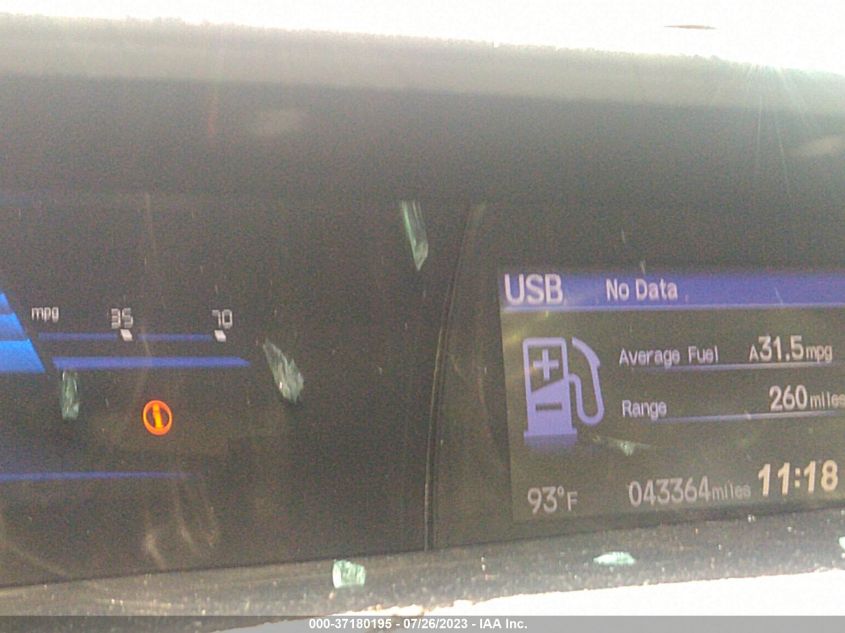 USB No Data
mpg 35 70
Average Fuel A31.5mpg
Range 260miles
93°F 043364miles 11:18
000-37180195 - 07/26/2023 - IAA Inc.